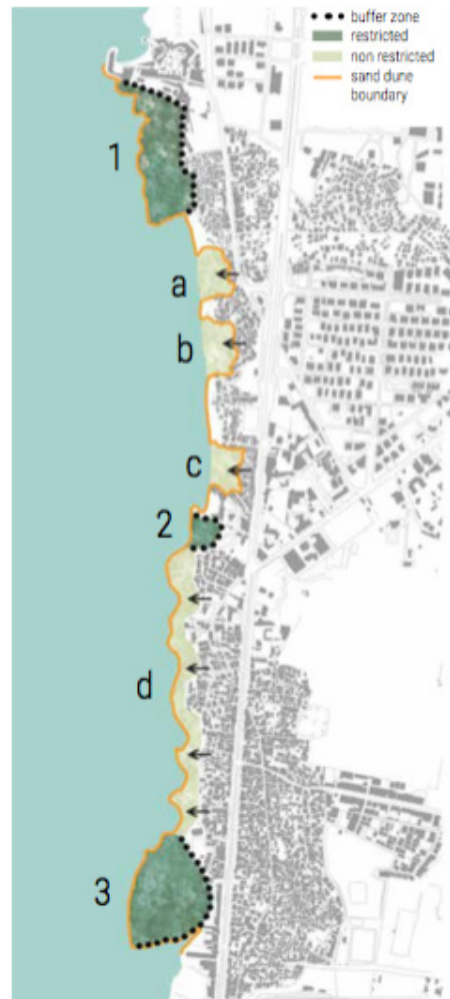 buffer zone
restricted
non restricted
sand dune
boundary
1
a
b
c
2
d
3